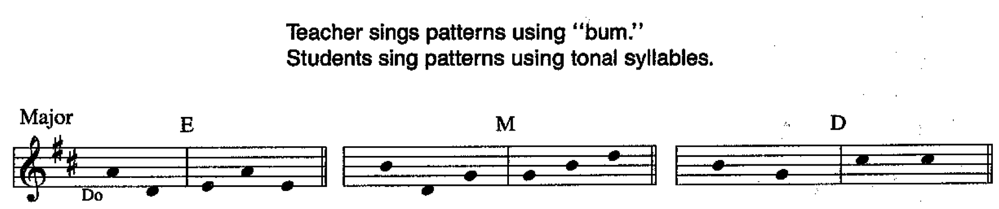 Teacher sings patterns using “bum.”
Students sing patterns using tonal syllables.
Major
E
M
D
Do